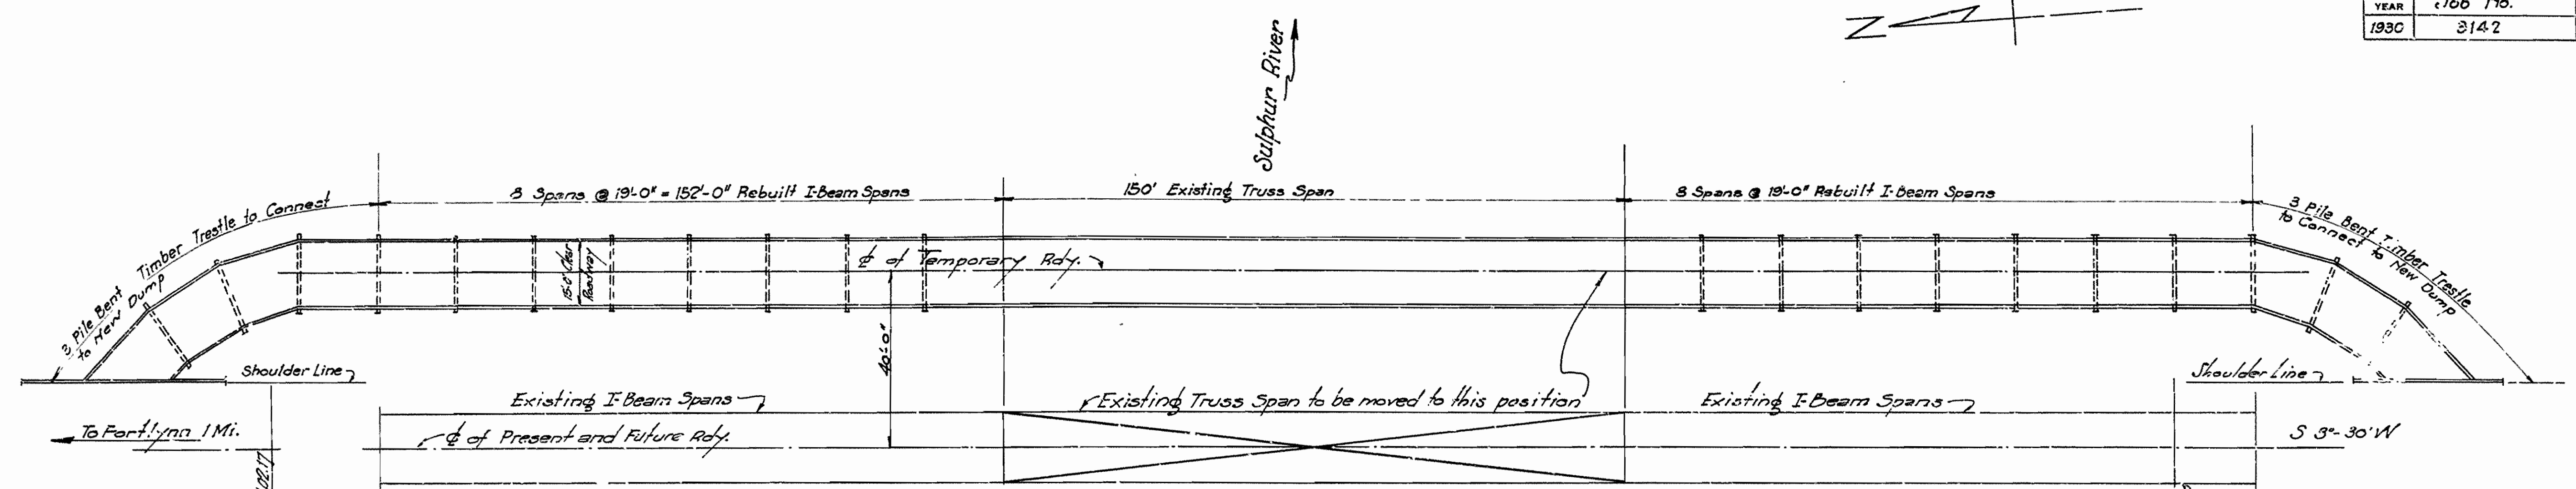 YEAR
Job No.
1930
3142
N
Sulphur River
8 Spans @ 19'-0" = 152'-0" Rebuilt I-Beam Spans
150' Existing Truss Span
8 Spans @ 19'-0" Rebuilt I-Beam Spans
3 Pile Bent Timber Trestle to Connect
to New Dump
3 Pile Bent Timber Trestle
to Connect to New Dump
15'-0" Clear
Roadway
℄ of Temporary Rdy.
40'-0"
Shoulder Line
Shoulder Line
Existing I-Beam Spans
Existing Truss Span to be moved to this position
Existing I-Beam Spans
To Fort Lynn 1 Mi.
℄ of Present and Future Rdy.
S 3°-30' W